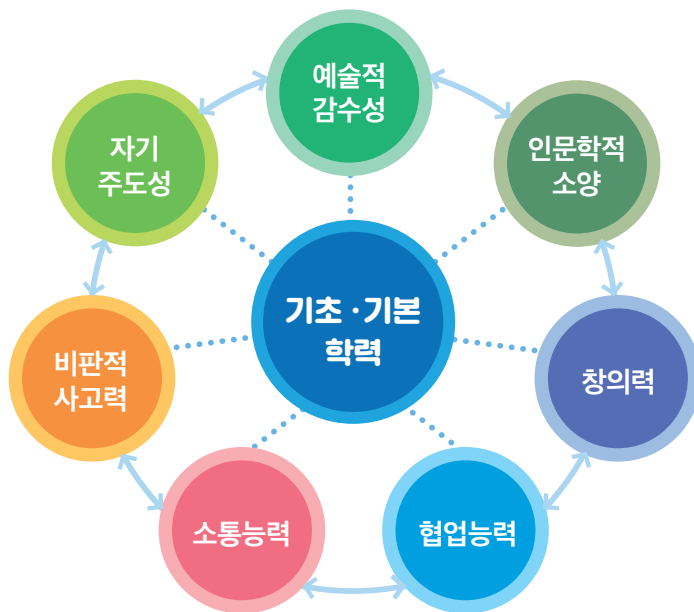 예술적
감수성
인문학적
소양
창의력
협업능력
소통능력
비판적
사고력
자기
주도성
기초 · 기본
학력